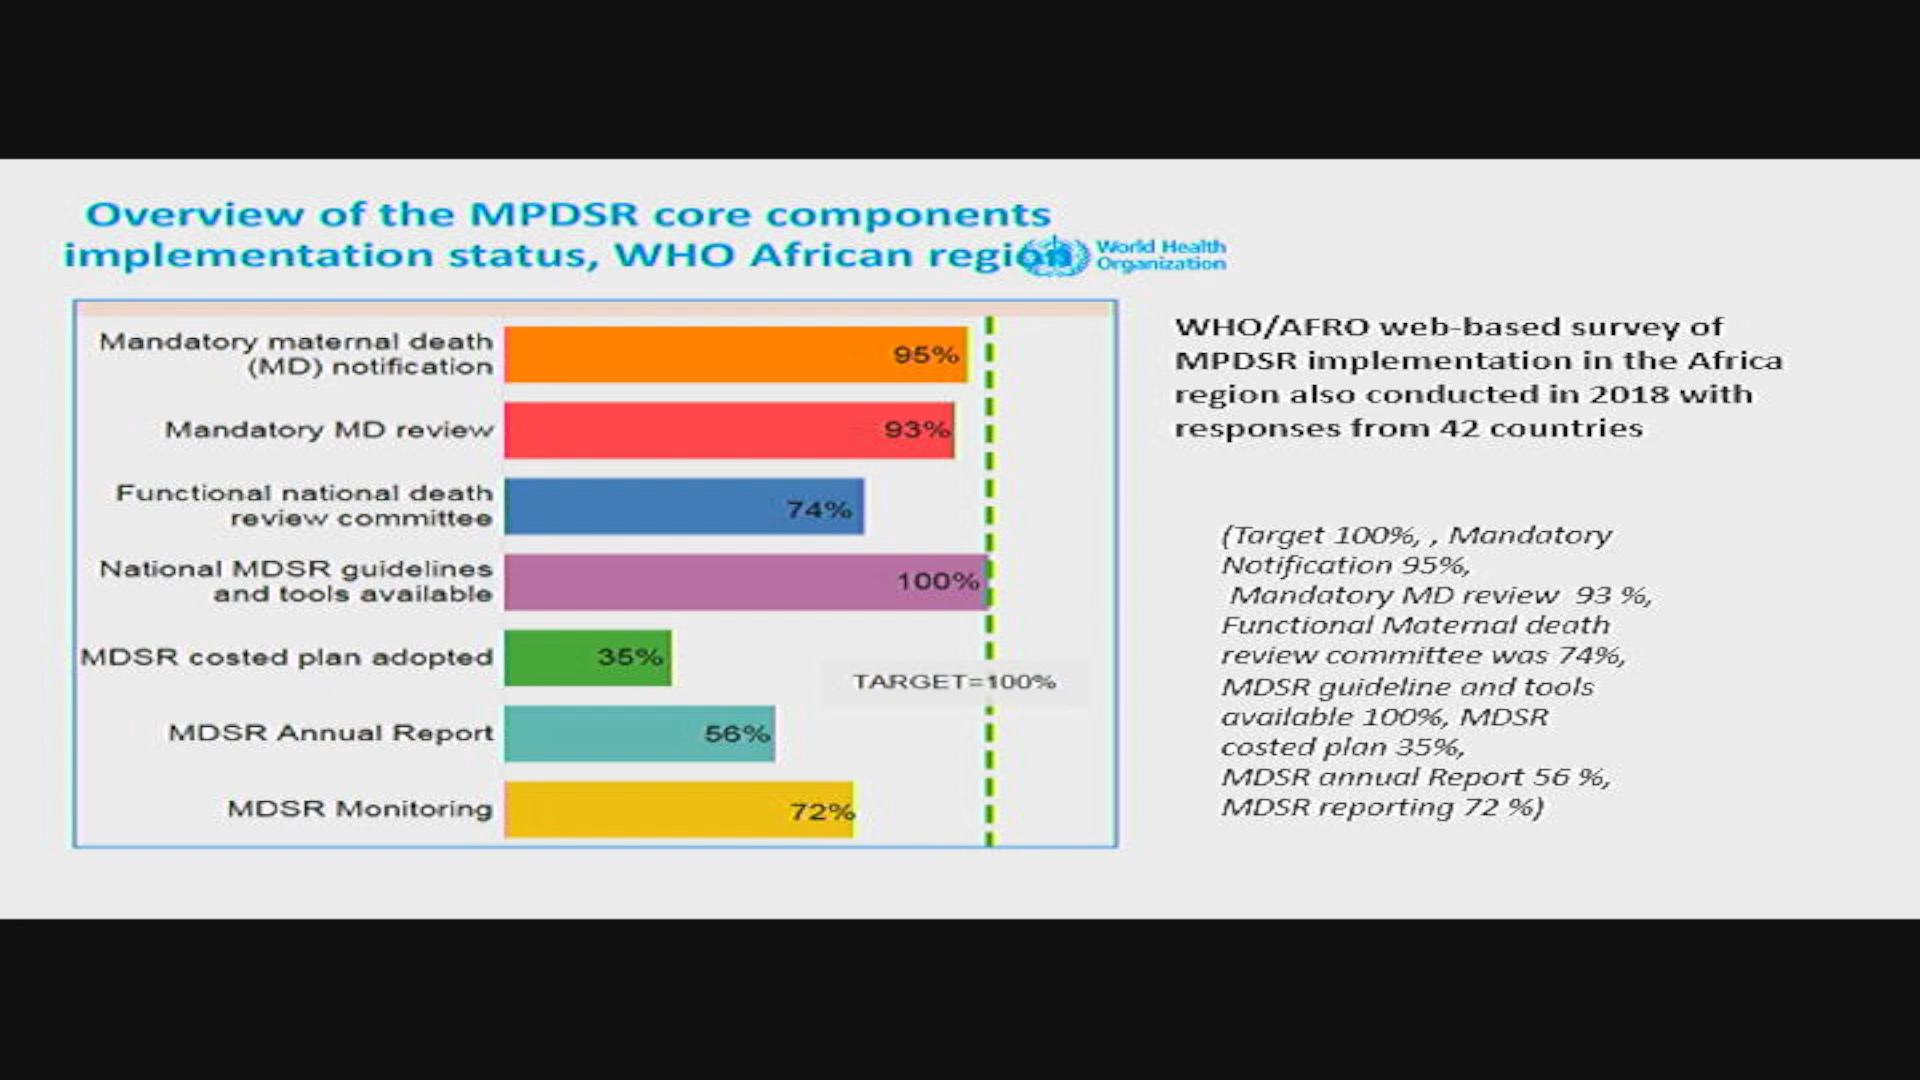 Overview of the MPDSR core components
implementation status, WHO African region
World Health
Organization
Mandatory maternal death
(MD) notification
95%
Mandatory MD review
93%
Functional national death
review committee
74%
National MDSR guidelines
and tools available
100%
MDSR costed plan adopted
35%
TARGET=100%
MDSR Annual Report
56%
MDSR Monitoring
72%
WHO/AFRO web-based survey of
MPDSR implementation in the Africa
region also conducted in 2018 with
responses from 42 countries
(Target 100%, , Mandatory
Notification 95%,
Mandatory MD review  93 %,
Functional Maternal death
review committee was 74%,
MDSR guideline and tools
available 100%, MDSR
costed plan 35%,
MDSR annual Report 56 %,
MDSR reporting 72 %)